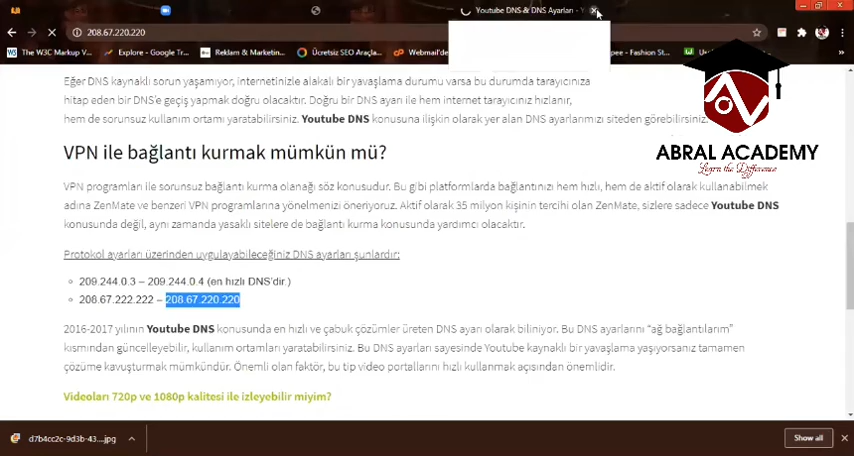 Youtube DNS & DNS Ayarları - Y
208.67.220.220
The W3C Markup V...
Explore - Google Tre...
Reklam & Marketin...
Ücretsiz SEO Araçla...
Webmail'de
pee - Fashion St...
Eğer DNS kaynaklı sorun yaşamıyor, internetinizle alakalı bir yavaşlama durumu varsa bu durumda tarayıcınıza
hitap eden bir DNS'e geçiş yapmak doğru olacaktır. Doğru bir DNS ayarı ile hem internet tarayıcınız hızlanır,
hem de sorunsuz kullanım ortamı yaratabilirsiniz. Youtube DNS konusuna ilişkin olarak yer alan DNS ayarlarımızı siteden görebilirsiniz.
AOV
ABRAL ACADEMY
Learn the Difference
VPN ile bağlantı kurmak mümkün mü?
VPN programları ile sorunsuz bağlantı kurma olanağı söz konusudur. Bu gibi platformlarda bağlantınızı hem hızlı, hem de aktif olarak kullanabilmek
adına ZenMate ve benzeri VPN programlarına yönelmenizi öneriyoruz. Aktif olarak 35 milyon kişinin tercihi olan ZenMate, sizlere sadece Youtube DNS
konusunda değil, aynı zamanda yasaklı sitelere de bağlantı kurma konusunda yardımcı olacaktır.
Protokol ayarları üzerinden uygulayabileceğiniz DNS ayarları şunlardır:
209.244.0.3 – 209.244.0.4 (en hızlı DNS'dir.)
208.67.222.222 – 208.67.220.220
2016-2017 yılının Youtube DNS konusunda en hızlı ve çabuk çözümler üreten DNS ayarı olarak biliniyor. Bu DNS ayarlarını “ağ bağlantılarım”
kısmından güncelleyebilir, kullanım ortamları yaratabilirsiniz. Bu DNS ayarları sayesinde Youtube kaynaklı bir yavaşlama yaşıyorsanız tamamen
çözüme kavuşturmak mümkündür. Önemli olan faktör, bu tip video portallarını hızlı kullanmak açısından önemlidir.
Videoları 720p ve 1080p kalitesi ile izleyebilir miyim?
d7b4cc2c-9d3b-43....jpg
Show all